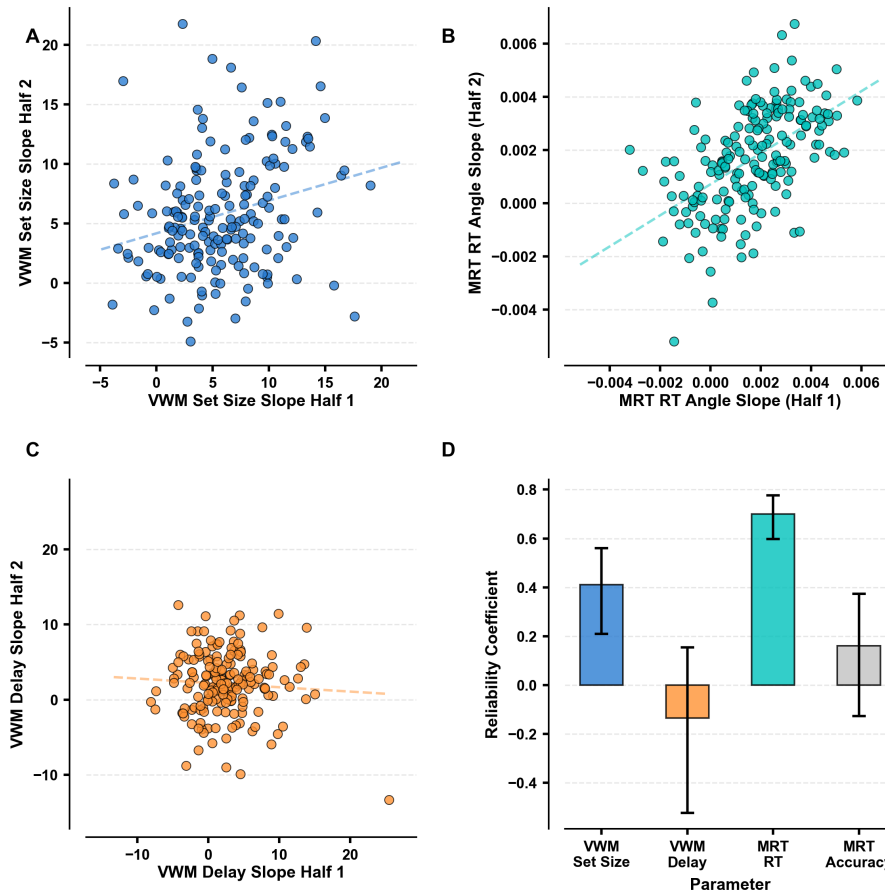 A
VWM Set Size Slope Half 2
20
15
10
5
0
−5
−5 0 5 10 15 20
VWM Set Size Slope Half 1
B
MRT RT Angle Slope (Half 2)
0.006
0.004
0.002
0.000
−0.002
−0.004
−0.004 −0.002 0.000 0.002 0.004 0.006
MRT RT Angle Slope (Half 1)
C
VWM Delay Slope Half 2
20
10
0
−10
−10 0 10 20
VWM Delay Slope Half 1
D
Reliability Coefficient
0.8
0.6
0.4
0.2
0.0
−0.2
−0.4
VWM
Set Size
VWM
Delay
MRT
RT
MRT
Accuracy
Parameter